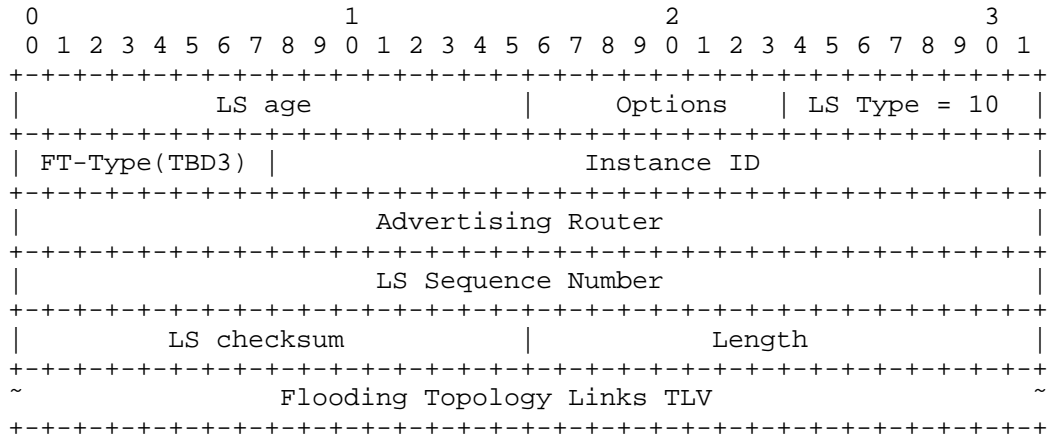 0                   1                   2                   3
 0 1 2 3 4 5 6 7 8 9 0 1 2 3 4 5 6 7 8 9 0 1 2 3 4 5 6 7 8 9 0 1
+-+-+-+-+-+-+-+-+-+-+-+-+-+-+-+-+-+-+-+-+-+-+-+-+-+-+-+-+-+-+-+-+
|            LS age             |     Options   | LS Type = 10  |
+-+-+-+-+-+-+-+-+-+-+-+-+-+-+-+-+-+-+-+-+-+-+-+-+-+-+-+-+-+-+-+-+
| FT-Type(TBD3) |                   Instance ID                 |
+-+-+-+-+-+-+-+-+-+-+-+-+-+-+-+-+-+-+-+-+-+-+-+-+-+-+-+-+-+-+-+-+
|                      Advertising Router                       |
+-+-+-+-+-+-+-+-+-+-+-+-+-+-+-+-+-+-+-+-+-+-+-+-+-+-+-+-+-+-+-+-+
|                      LS Sequence Number                       |
+-+-+-+-+-+-+-+-+-+-+-+-+-+-+-+-+-+-+-+-+-+-+-+-+-+-+-+-+-+-+-+-+
|         LS checksum           |           Length              |
+-+-+-+-+-+-+-+-+-+-+-+-+-+-+-+-+-+-+-+-+-+-+-+-+-+-+-+-+-+-+-+-+
~                Flooding Topology Links TLV                    ~
+-+-+-+-+-+-+-+-+-+-+-+-+-+-+-+-+-+-+-+-+-+-+-+-+-+-+-+-+-+-+-+-+